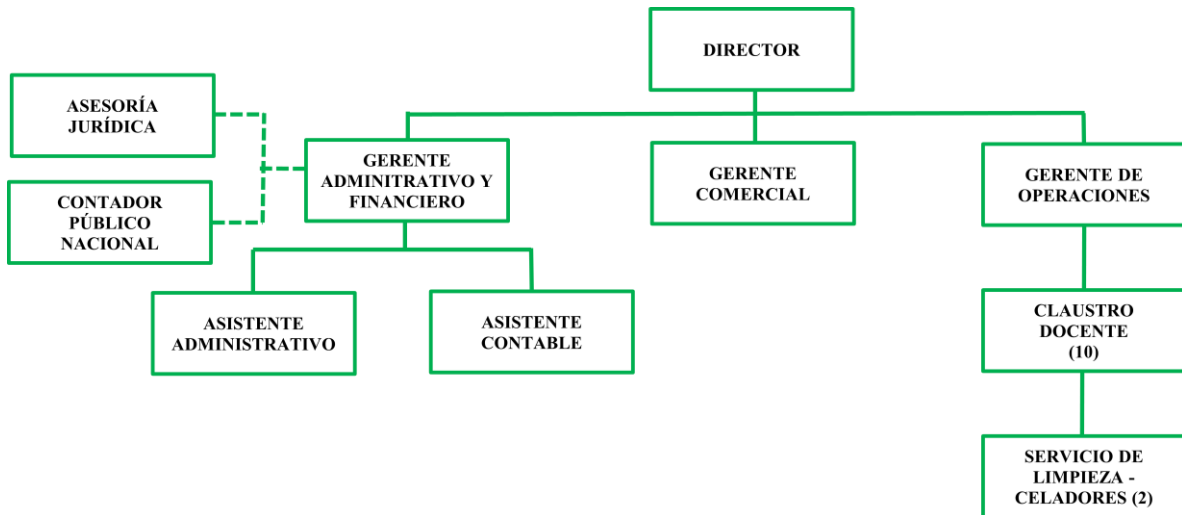 DIRECTOR
ASESORÍA
JURÍDICA
CONTADOR
PÚBLICO
NACIONAL
GERENTE
ADMINITRATIVO Y
FINANCIERO
GERENTE
COMERCIAL
GERENTE DE
OPERACIONES
ASISTENTE
ADMINISTRATIVO
ASISTENTE
CONTABLE
CLAUSTRO
DOCENTE
(10)
SERVICIO DE
LIMPIEZA -
CELADORES (2)